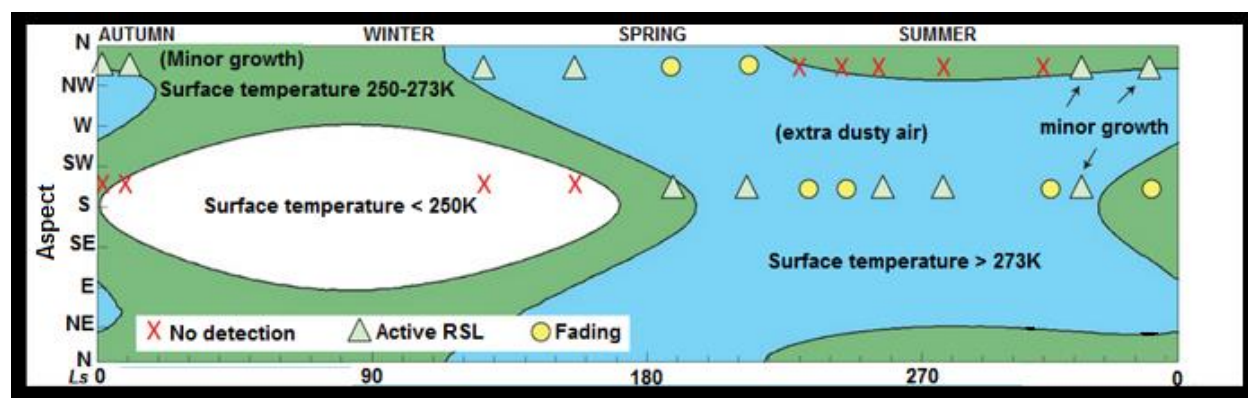 AUTUMN WINTER SPRING SUMMER
N
(Minor growth)
NW
Surface temperature 250-273K
W
(extra dusty air)
minor growth
SW
Aspect
S
Surface temperature < 250K
SE
Surface temperature > 273K
E
NE
X No detection Active RSL Fading
N
Ls 0 90 180 270 0